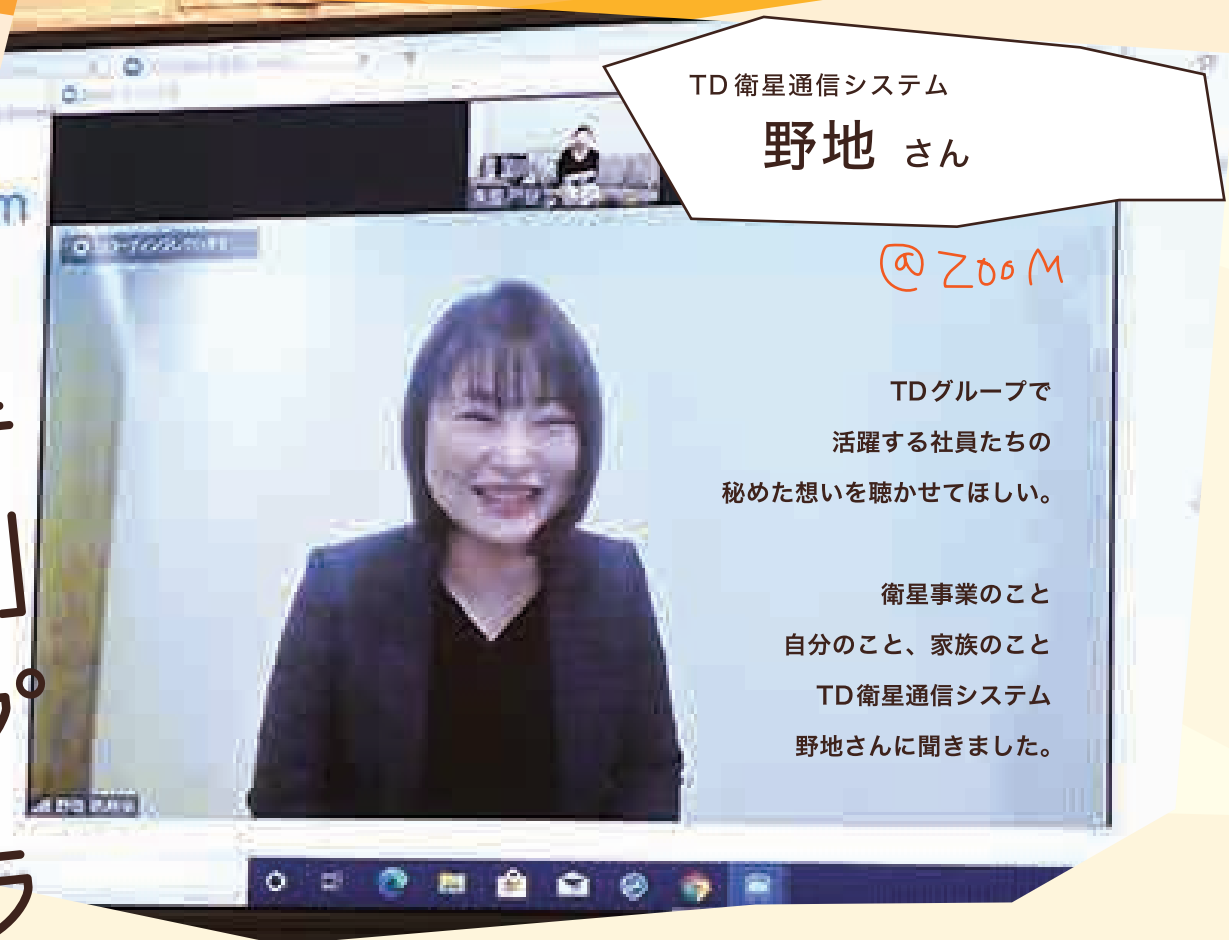 TD衛星通信システム
野地 さん
@ZOOM
TDグループで
活躍する社員たちの
秘めた想いを聴かせてほしい。
衛星事業のこと
自分のこと、家族のこと
TD衛星通信システム
野地さんに聞きました。